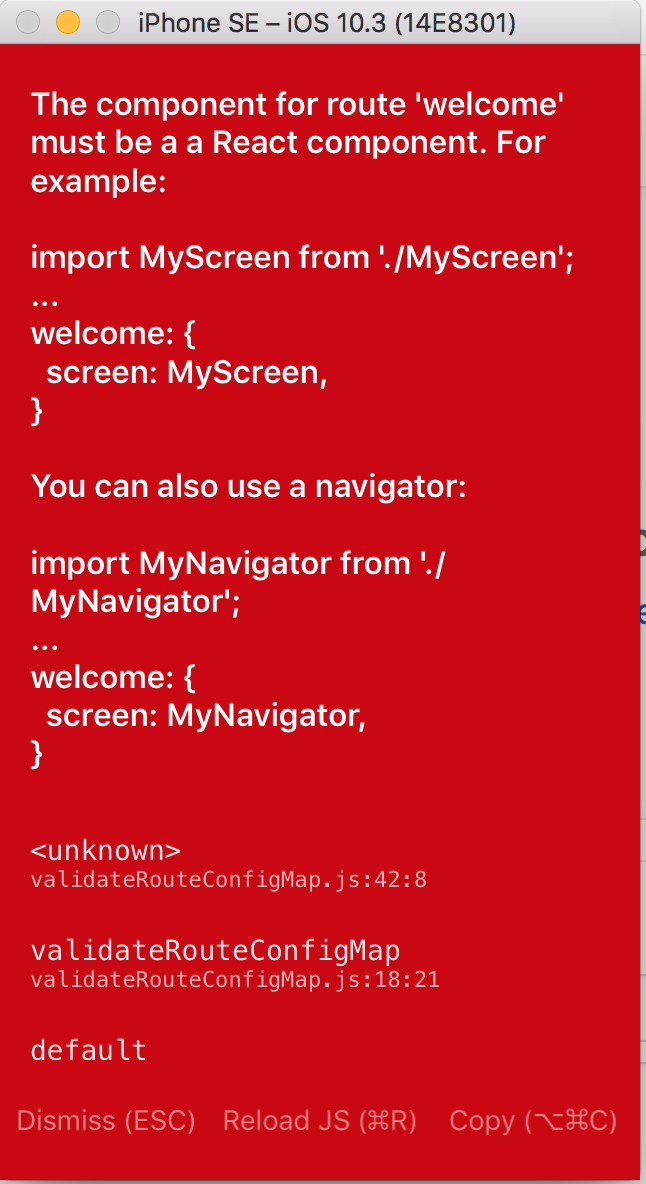 iPhone SE – iOS 10.3 (14E8301)
The component for route 'welcome'
must be a a React component. For
example:
import MyScreen from './MyScreen';
...
welcome: {
  screen: MyScreen,
}
You can also use a navigator:
import MyNavigator from './
MyNavigator';
...
welcome: {
  screen: MyNavigator,
}
<unknown>
validateRouteConfigMap.js:42:8
validateRouteConfigMap
validateRouteConfigMap.js:18:21
default
Dismiss (ESC) Reload JS (⌘R) Copy (⌥⌘C)